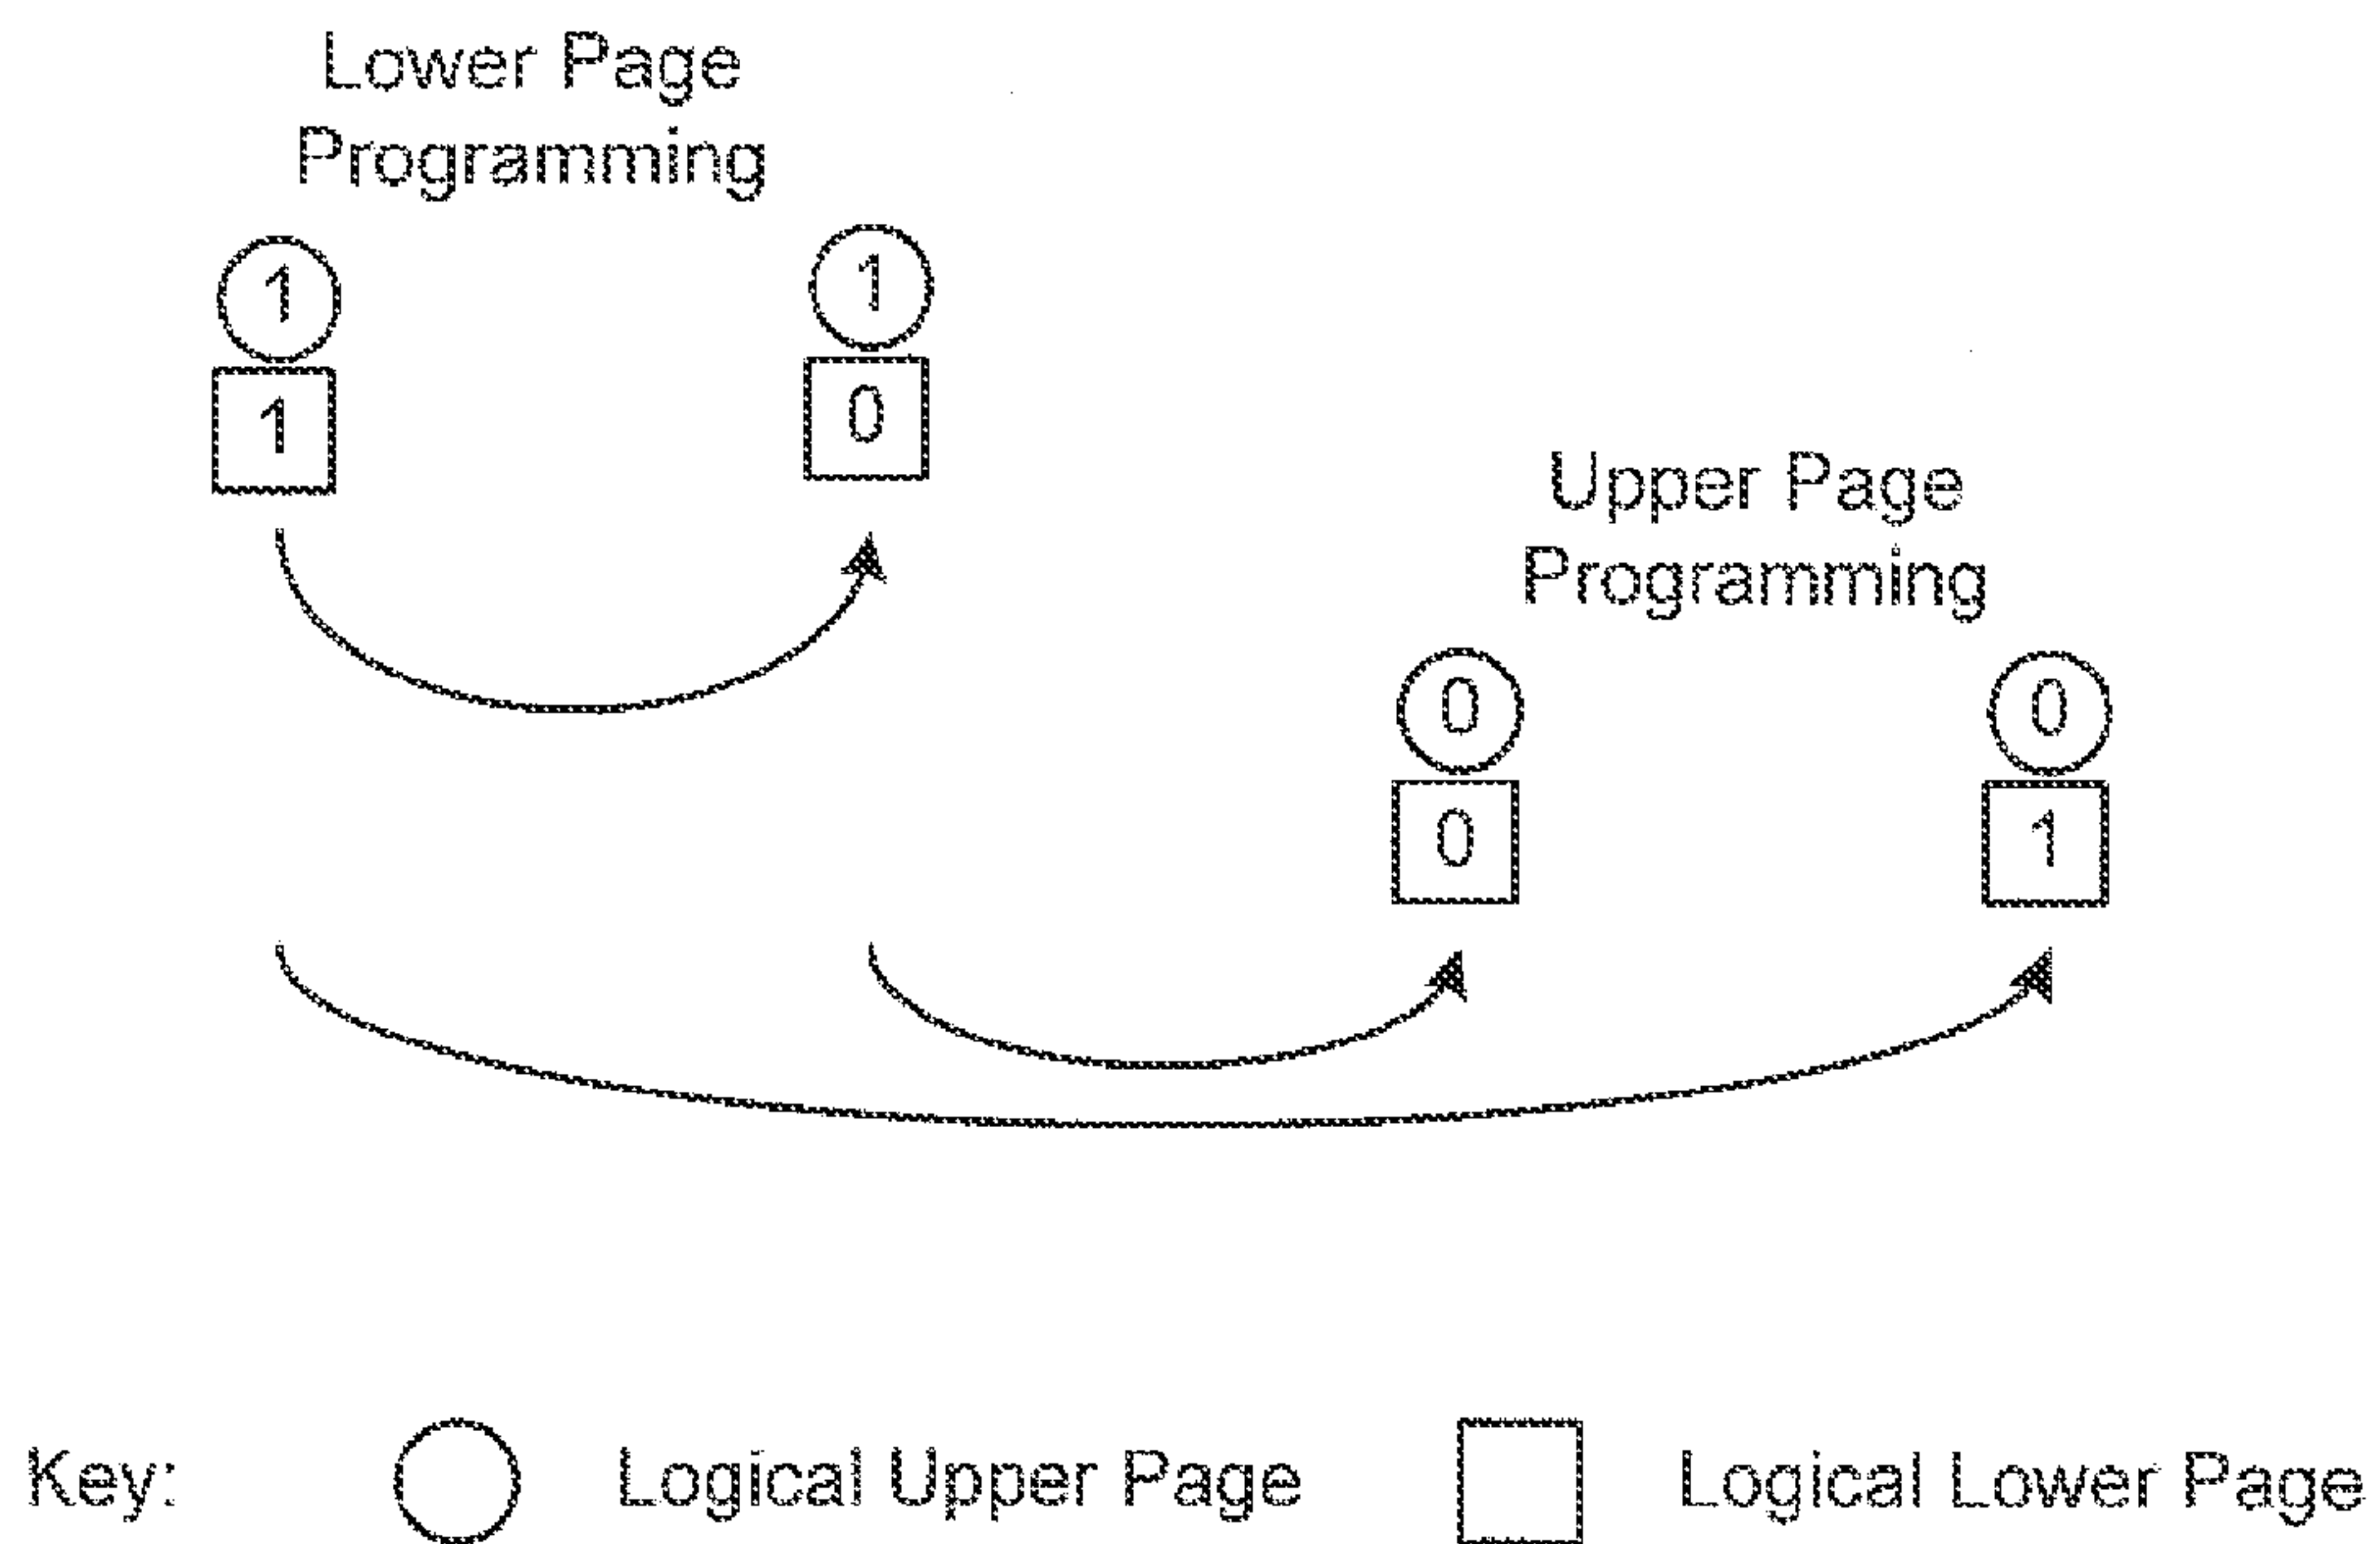 Lower Page
Programming
1 1
1 0
Upper Page
Programming
0 0
0 1
Key: Logical Upper Page Logical Lower Page